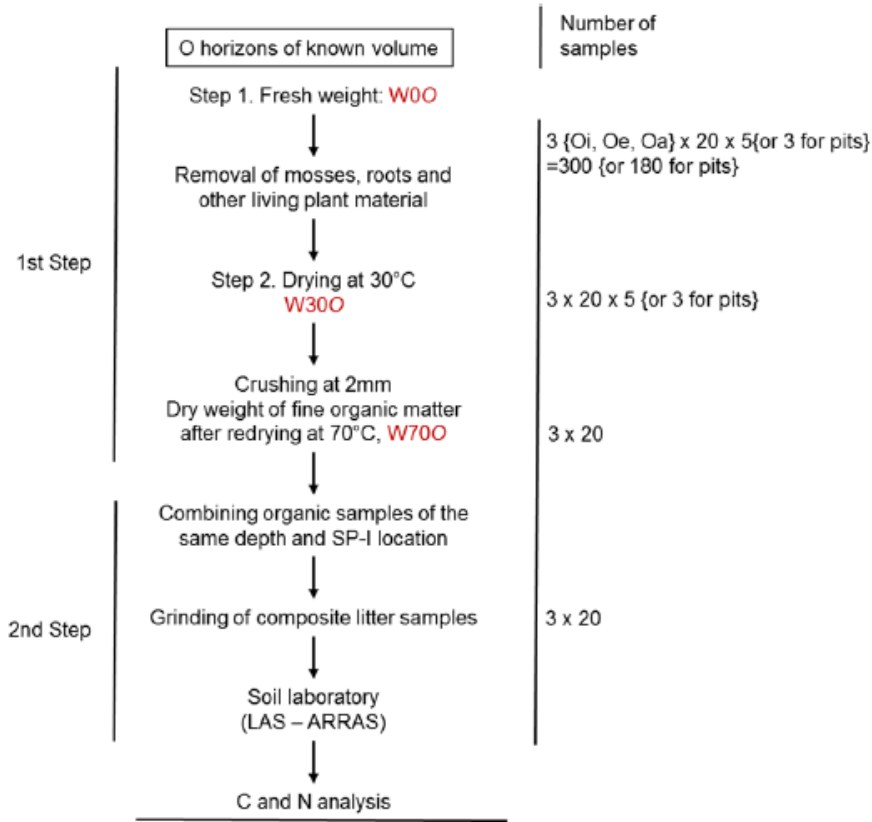 Number of
samples
O horizons of known volume
Step 1. Fresh weight: W0O
3 {Oi, Oe, Oa} x 20 x 5{or 3 for pits}
=300 {or 180 for pits}
Removal of mosses, roots and
other living plant material
1st Step
Step 2. Drying at 30°C
W30O
3 x 20 x 5 {or 3 for pits}
Crushing at 2mm
Dry weight of fine organic matter
after redrying at 70°C, W70O
3 x 20
Combining organic samples of the
same depth and SP-I location
2nd Step
Grinding of composite litter samples
3 x 20
Soil laboratory
(LAS – ARRAS)
C and N analysis